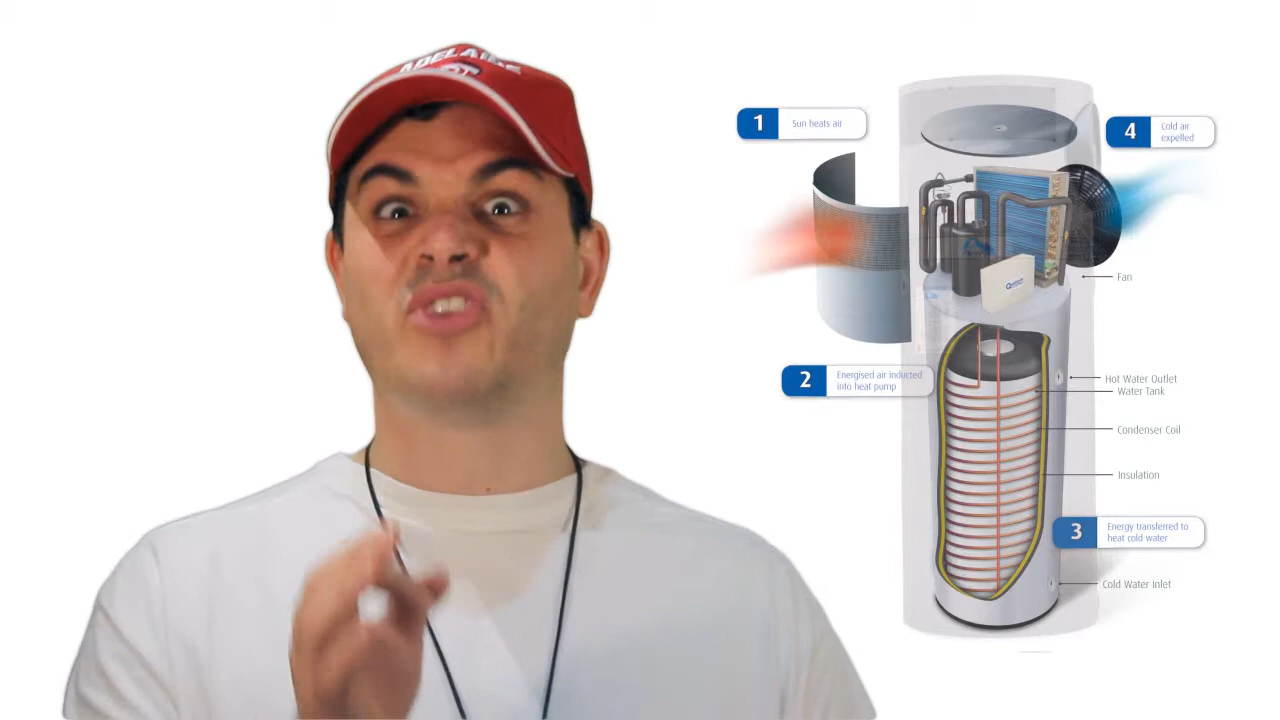 ADELAIDE
1
Sun heats air
4
Cold air
expelled
Fan
2
Energised air inducted
into heat pump
Hot Water Outlet
Water Tank
Condenser Coil
Insulation
3
Energy transferred to
heat cold water
Cold Water Inlet